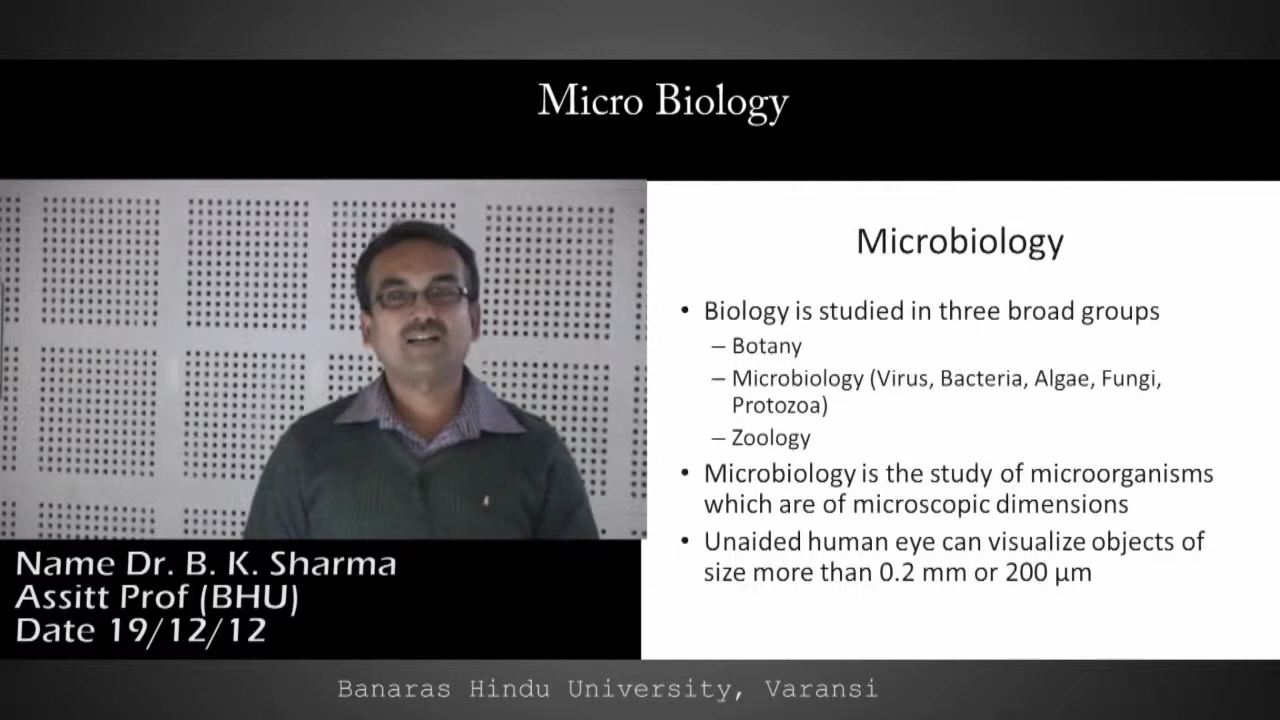 Micro Biology
Microbiology
• Biology is studied in three broad groups
– Botany
– Microbiology (Virus, Bacteria, Algae, Fungi,
Protozoa)
– Zoology
• Microbiology is the study of microorganisms
which are of microscopic dimensions
• Unaided human eye can visualize objects of
size more than 0.2 mm or 200 µm
Name Dr. B. K. Sharma
Assitt Prof (BHU)
Date 19/12/12
Banaras Hindu University, Varansi